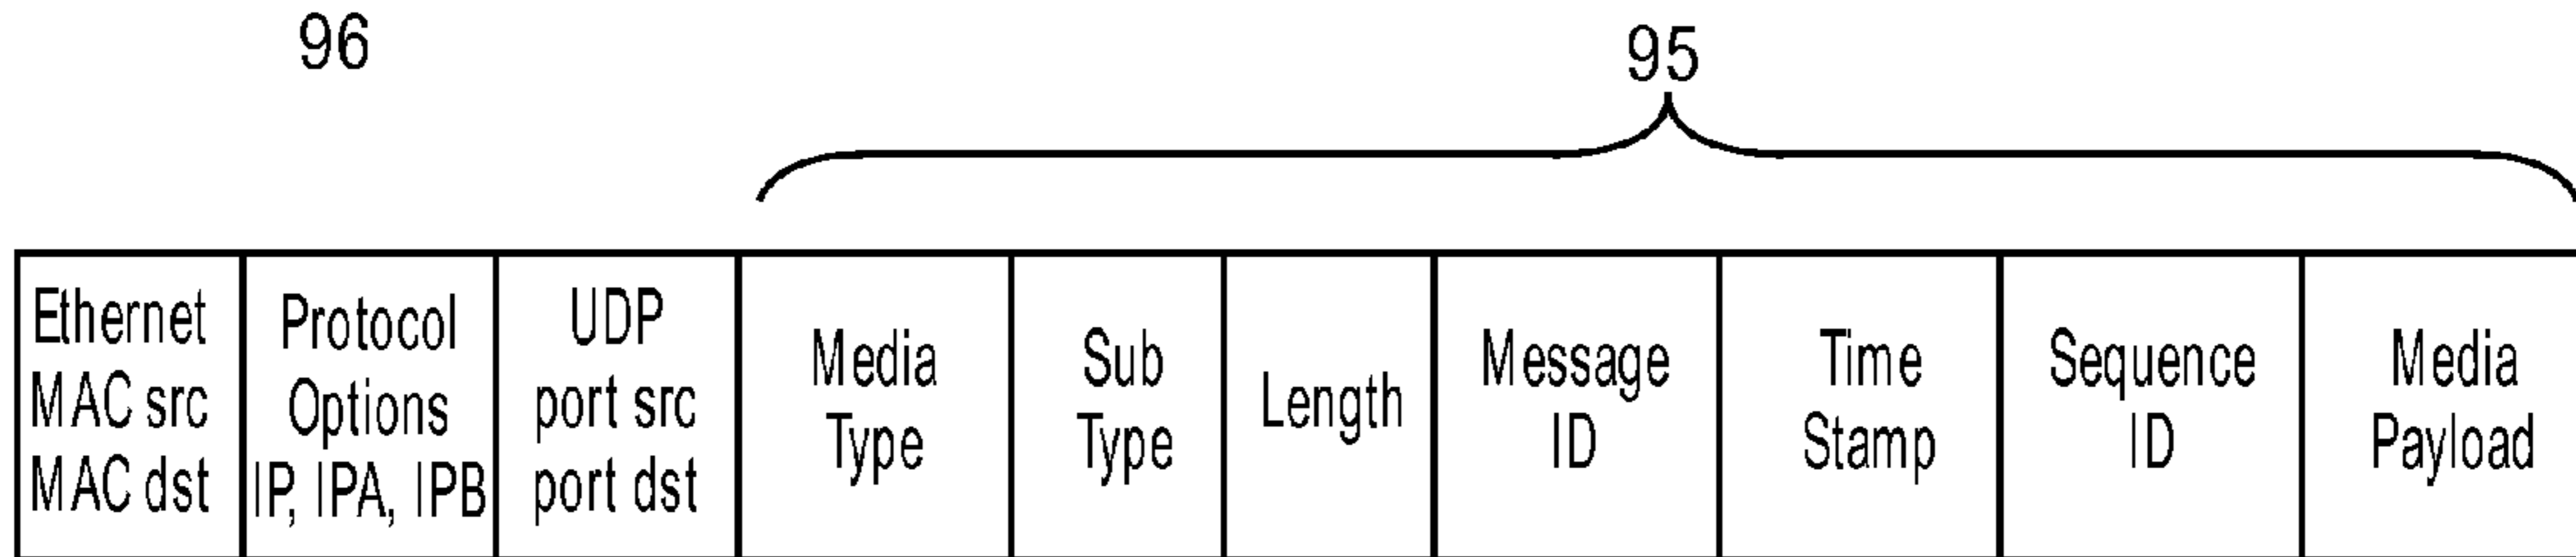 96
95
Ethernet
MAC src
MAC dst
Protocol
Options
IP, IPA, IPB
UDP
port src
port dst
Media
Type
Sub
Type
Length
Message
ID
Time
Stamp
Sequence
ID
Media
Payload